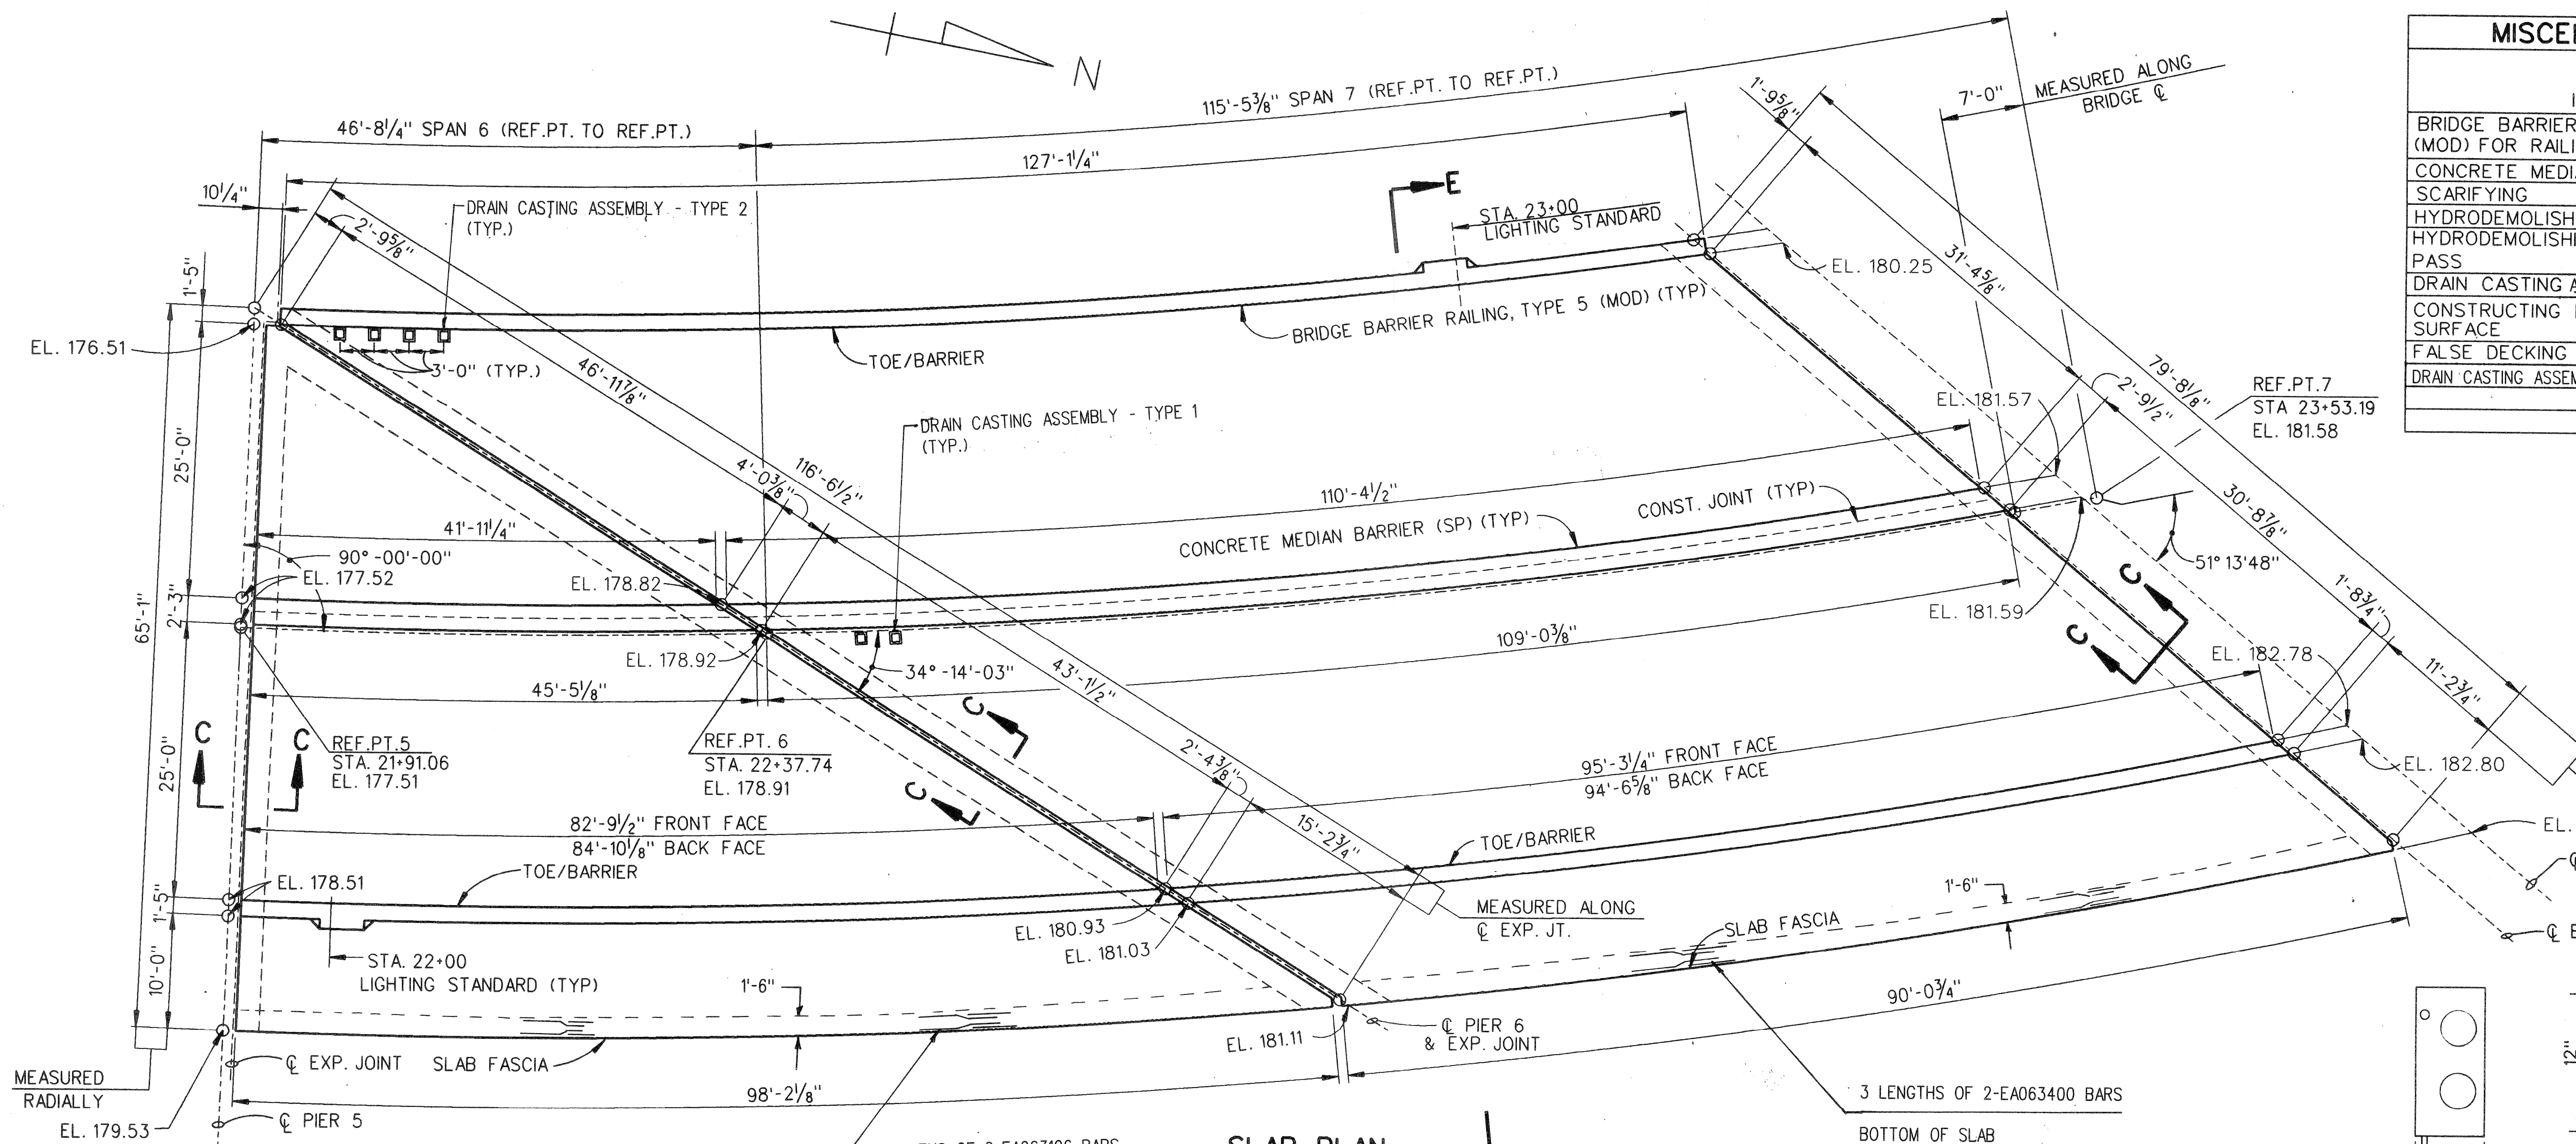 N
115'-5⅜" SPAN 7 (REF.PT. TO REF.PT.)
46'-8¼" SPAN 6 (REF.PT. TO REF.PT.)
127'-1¼"
1'-9⅝"
7'-0"
MEASURED ALONG
BRIDGE ℄
10¼"
2'-9⅝"
DRAIN CASTING ASSEMBLY - TYPE 2
(TYP.)
E
STA. 23+00
LIGHTING STANDARD
1'-5"
EL. 176.51
3'-0" (TYP.)
TOE/BARRIER
BRIDGE BARRIER RAILING, TYPE 5 (MOD) (TYP)
EL. 180.25
31'-4⅝"
79'-8⅛"
46'-11⅞"
116'-6½"
4'-0⅜"
DRAIN CASTING ASSEMBLY - TYPE 1
(TYP.)
EL. 181.57
2'-9½"
REF.PT.7
STA 23+53.19
EL. 181.58
25'-0"
41'-11¼"
110'-4½"
CONCRETE MEDIAN BARRIER (SP) (TYP)
CONST. JOINT (TYP)
30'-8⅞"
51° 13'48"
90° -00'-00"
EL. 177.52
EL. 178.82
2'-3"
65'-1"
EL. 178.92
34° -14'-03"
109'-0⅜"
EL. 181.59
C
C
1'-8¾"
EL. 182.78
11'-2¾"
45'-5⅛"
43'-1½"
C
C
C
C
REF.PT.5
STA. 21+91.06
EL. 177.51
REF.PT. 6
STA. 22+37.74
EL. 178.91
25'-0"
2'-4⅜"
95'-3¼" FRONT FACE
94'-6⅝" BACK FACE
EL. 182.80
82'-9½" FRONT FACE
84'-10⅛" BACK FACE
15'-2¾"
TOE/BARRIER
TOE/BARRIER
EL. 178.51
1'-5"
1'-6"
EL.
EL. 180.93
EL. 181.03
MEASURED ALONG
℄ EXP. JT.
SLAB FASCIA
℄
℄ E
10'-0"
STA. 22+00
LIGHTING STANDARD (TYP)
1'-6"
90'-0¾"
EL. 181.11
℄ PIER 6
& EXP. JOINT
℄ EXP. JOINT
SLAB FASCIA
MEASURED
RADIALLY
98'-2⅛"
℄ PIER 5
EL. 179.53
3 LENGTHS OF 2-EA063400 BARS
BOTTOM OF SLAB
SLAB PLAN
12"
MISCE
BRIDGE BARRIER
(MOD) FOR RAILI
CONCRETE MEDIA
SCARIFYING
HYDRODEMOLISH
HYDRODEMOLISH
PASS
DRAIN CASTING A
CONSTRUCTING
SURFACE
FALSE DECKING
DRAIN CASTING ASSEM